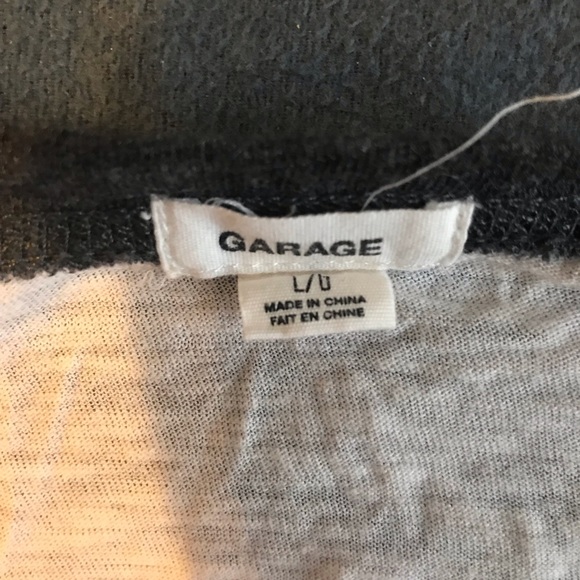 GARAGE
L/G
MADE IN CHINA
FAIT EN CHINE